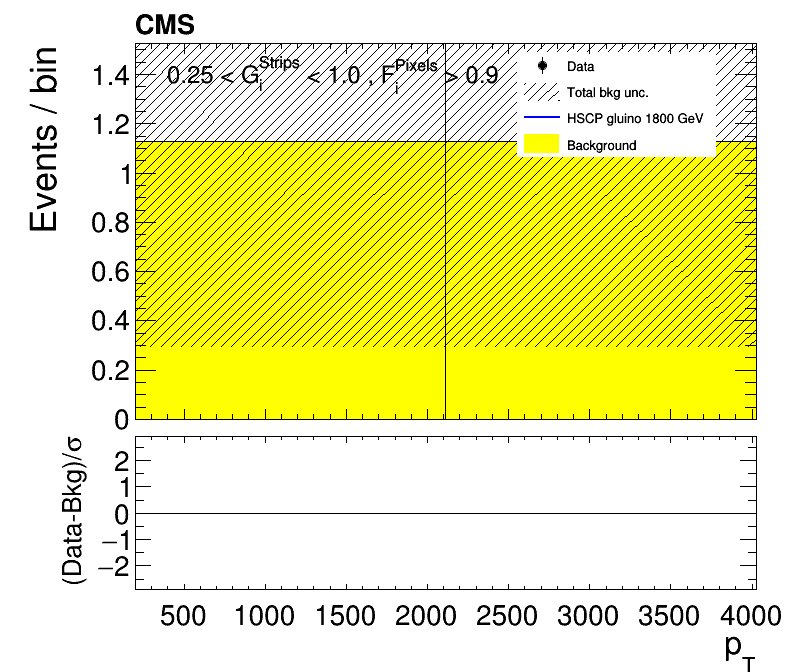 CMS
Events / bin
0.25 < G_i^Strips < 1.0 , F_i^Pixels > 0.9
Data
Total bkg unc.
HSCP gluino 1800 GeV
Background
1.4
1.2
1
0.8
0.6
0.4
0.2
0
(Data-Bkg)/σ
2
1
0
−1
−2
500 1000 1500 2000 2500 3000 3500 4000
p_T